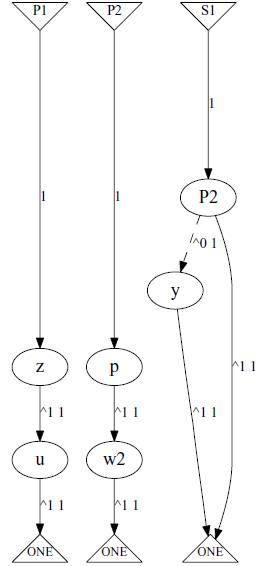 P1 P2 S1
1
P2
1 1
^0 1
y
^1 1
z p
^1 1 ^1 1 ^1 1
u w2
^1 1 ^1 1
ONE ONE ONE